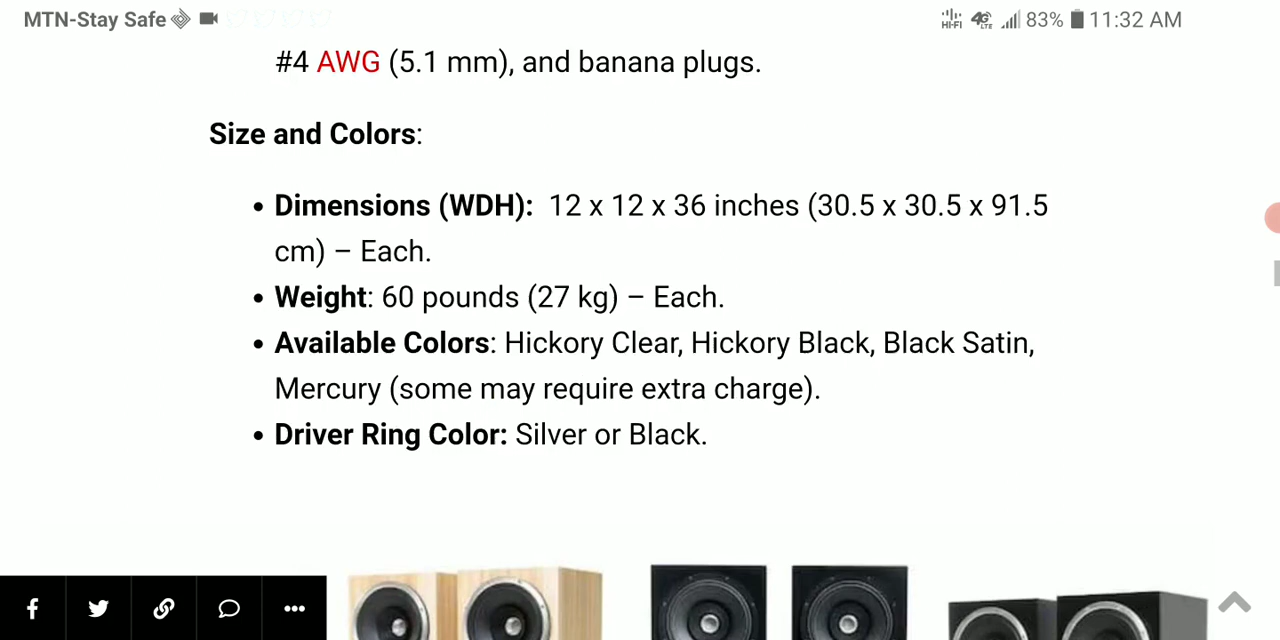 MTN-Stay Safe 83% 11:32 AM
HI-FI 4G LTE
#4 AWG (5.1 mm), and banana plugs.
Size and Colors:
• Dimensions (WDH): 12 x 12 x 36 inches (30.5 x 30.5 x 91.5
cm) – Each.
• Weight: 60 pounds (27 kg) – Each.
• Available Colors: Hickory Clear, Hickory Black, Black Satin,
Mercury (some may require extra charge).
• Driver Ring Color: Silver or Black.